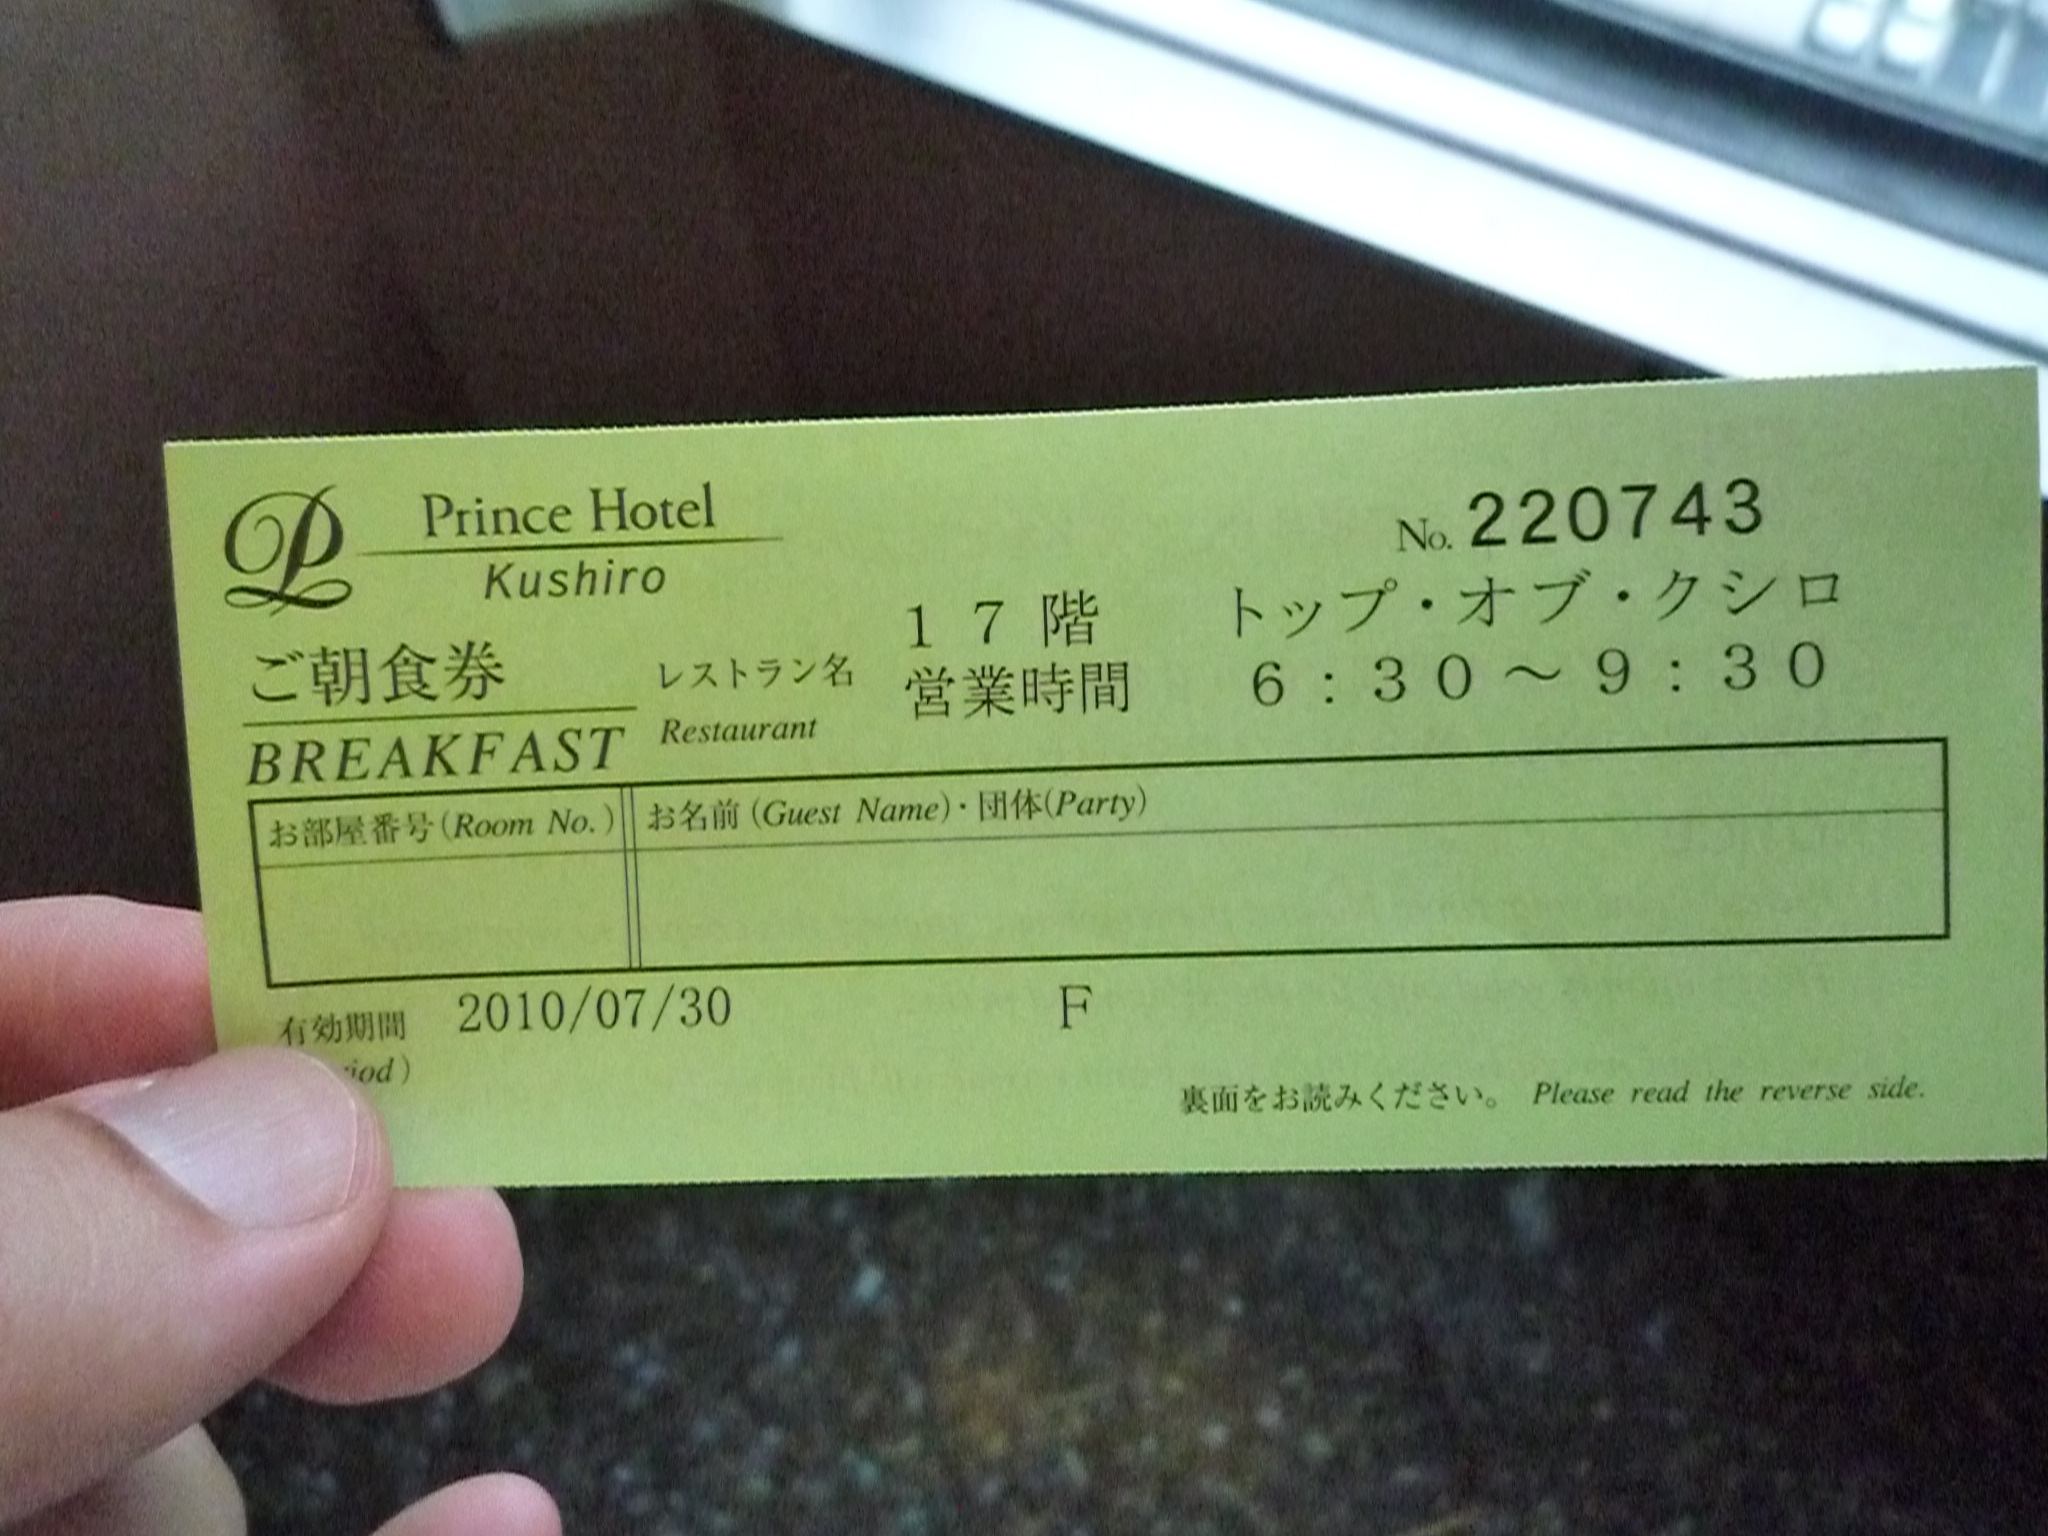 Prince Hotel
Kushiro
No. 220743
ご朝食券
BREAKFAST
レストラン名
Restaurant
17階 トップ・オブ・クシロ
営業時間 6:30～9:30
お部屋番号(Room No.) お名前(Guest Name)・団体(Party)
有効期間 2010/07/30 F
裏面をお読みください。 Please read the reverse side.